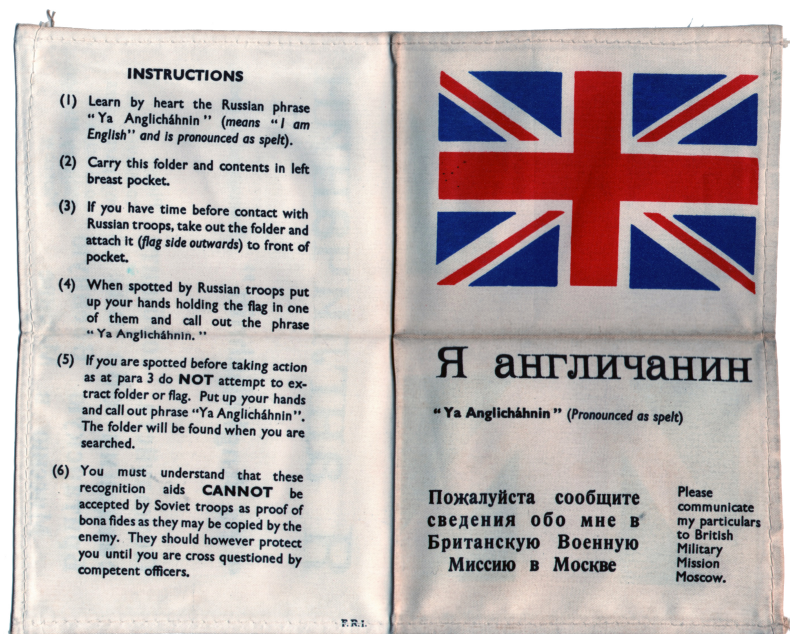 INSTRUCTIONS
(1) Learn by heart the Russian phrase
"Ya Anglicháhnin" (means "I am
English" and is pronounced as spelt).
(2) Carry this folder and contents in left
breast pocket.
(3) If you have time before contact with
Russian troops, take out the folder and
attach it (flag side outwards) to front of
pocket.
(4) When spotted by Russian troops put
up your hands holding the flag in one
of them and call out the phrase
"Ya Anglicháhnin."
(5) If you are spotted before taking action
as at para 3 do NOT attempt to ex-
tract folder or flag. Put up your hands
and call out phrase "Ya Anglicháhnin".
The folder will be found when you are
searched.
(6) You must understand that these
recognition aids CANNOT be
accepted by Soviet troops as proof of
bona fides as they may be copied by the
enemy. They should however protect
you until you are cross questioned by
competent officers.
F.R.1.
Я англичанин
"Ya Anglicháhnin" (Pronounced as spelt)
Пожалуйста сообщите
сведения обо мне в
Британскую Военную
Миссию в Москве
Please
communicate
my particulars
to British
Military
Mission
Moscow.